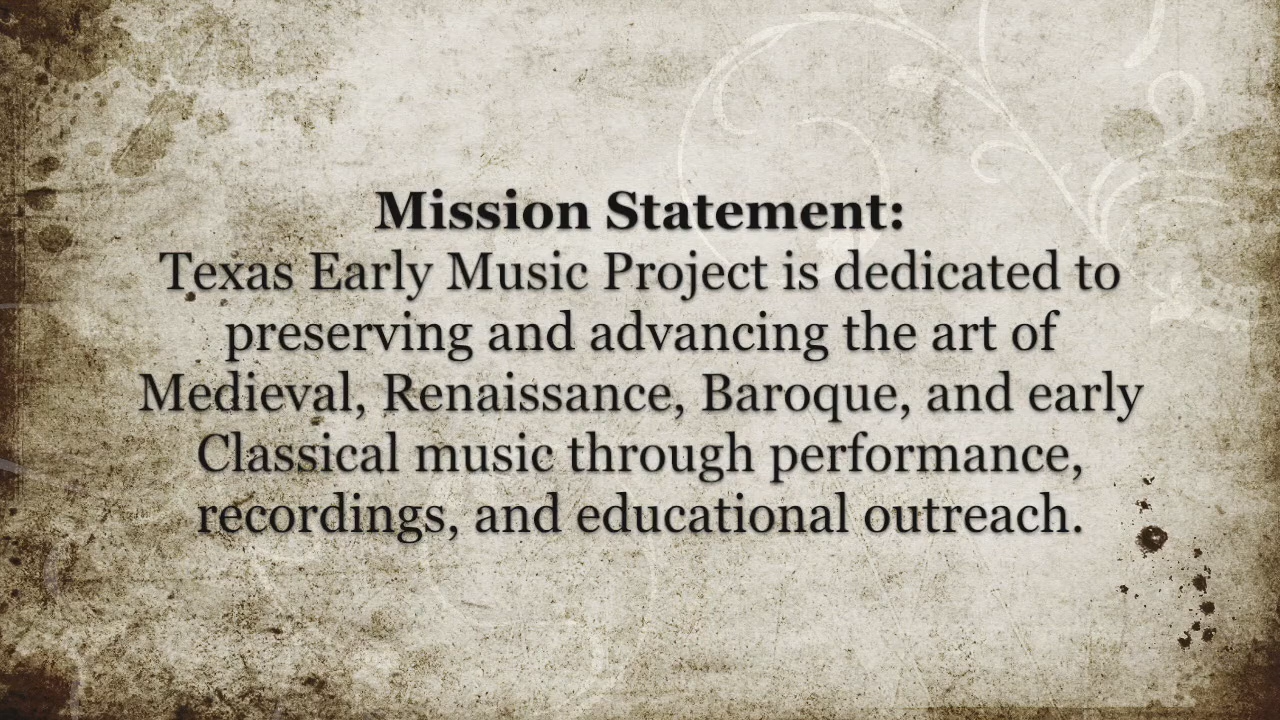 Mission Statement:
Texas Early Music Project is dedicated to
preserving and advancing the art of
Medieval, Renaissance, Baroque, and early
Classical music through performance,
recordings, and educational outreach.